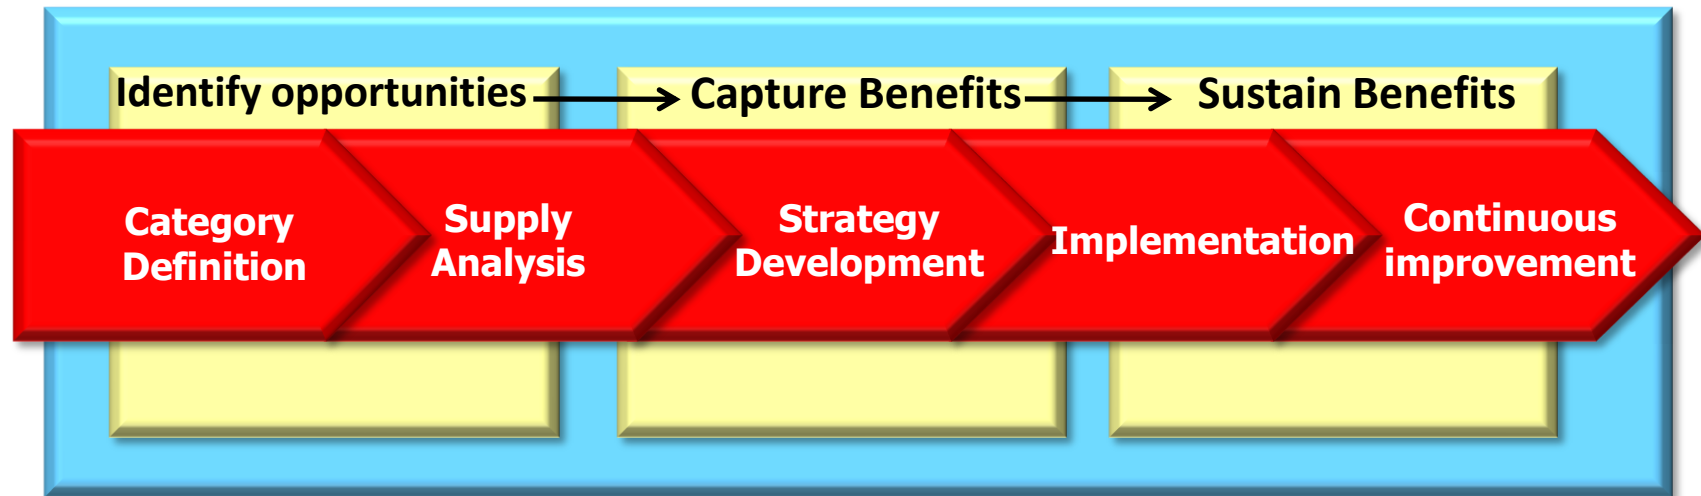 Identify opportunities
Capture Benefits
Sustain Benefits
Category
Definition
Supply
Analysis
Strategy
Development
Implementation
Continuous
improvement